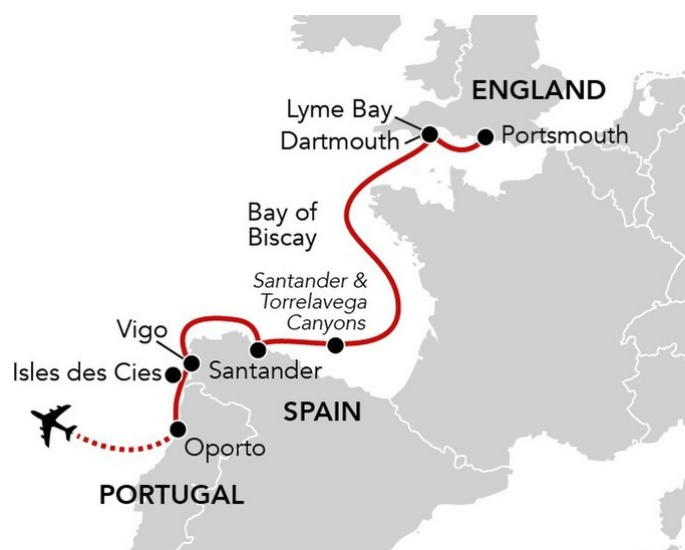 ENGLAND
Lyme Bay
Dartmouth
Portsmouth
Bay of
Biscay
Santander &
Torrelavega
Canyons
Vigo
Isles des Cies
Santander
SPAIN
Oporto
PORTUGAL